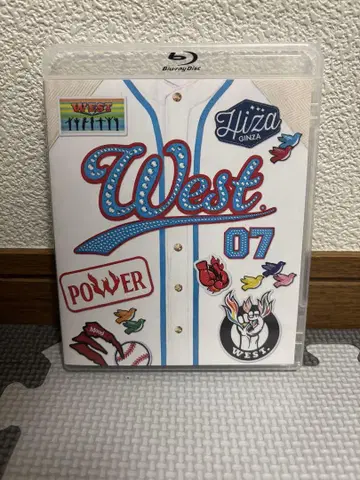 Blu-ray Disc
WEST
Hiza
GINZA
West.
07
POWER
WEST.